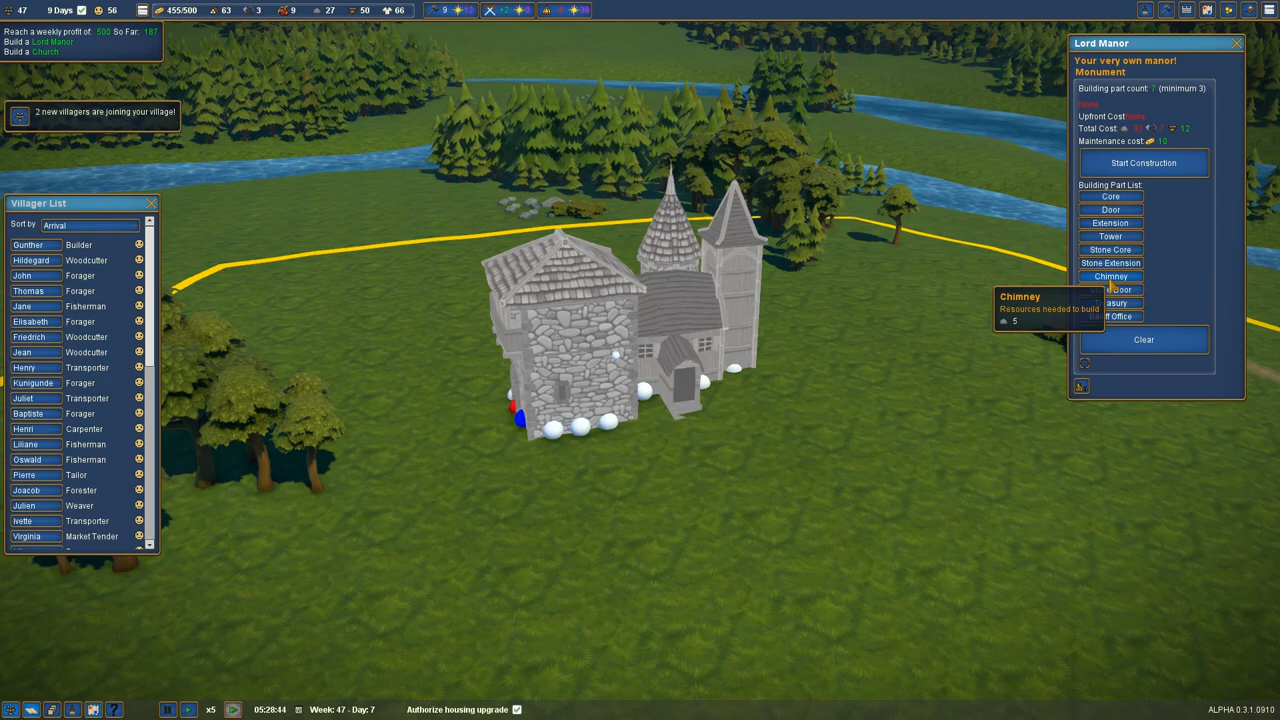 47 9 Days 56 455/500 63 3 9 27 50 66 9
Reach a weekly profit of: 500 So Far: 187
Build a Lord Manor
Build a Church
2 new villagers are joining your village!
Villager List
Sort by Arrival
Gunther Builder
Hildegard Woodcutter
John Forager
Thomas Forager
Jane Fisherman
Elisabeth Forager
Friedrich Woodcutter
Jean Woodcutter
Henry Transporter
Kunigunde Forager
Juliet Transporter
Baptiste Forager
Henri Carpenter
Liliane Fisherman
Oswald Fisherman
Pierre Tailor
Joacob Forester
Julien Weaver
Ivette Transporter
Virginia Market Tender
Lord Manor
Your very own manor!
Monument
Building part count: 7 (minimum 3)
None
Upfront Cost None
Total Cost: 12
Maintenance cost: 10
Start Construction
Building Part List:
Core
Door
Extension
Tower
Stone Core
Stone Extension
Chimney
Door
Office
Clear
Chimney
Resources needed to build
5
x5 05:28:44 Week: 47 - Day: 7 Authorize housing upgrade
ALPHA 0.3.1.0910